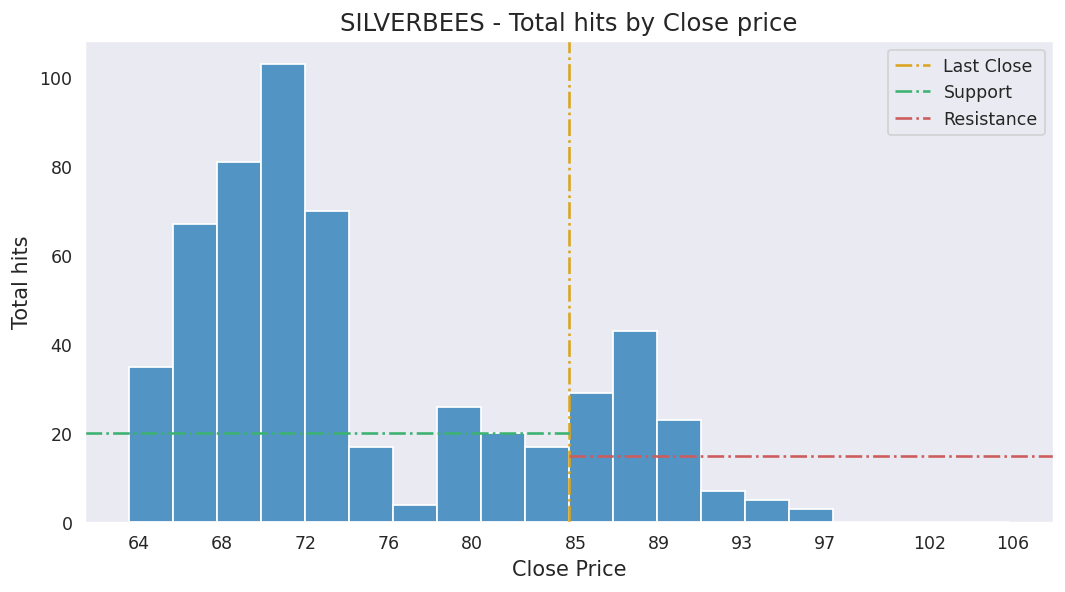 SILVERBEES - Total hits by Close price
Last Close
Support
Resistance
Total hits
100
80
60
40
20
0
64 68 72 76 80 85 89 93 97 102 106
Close Price